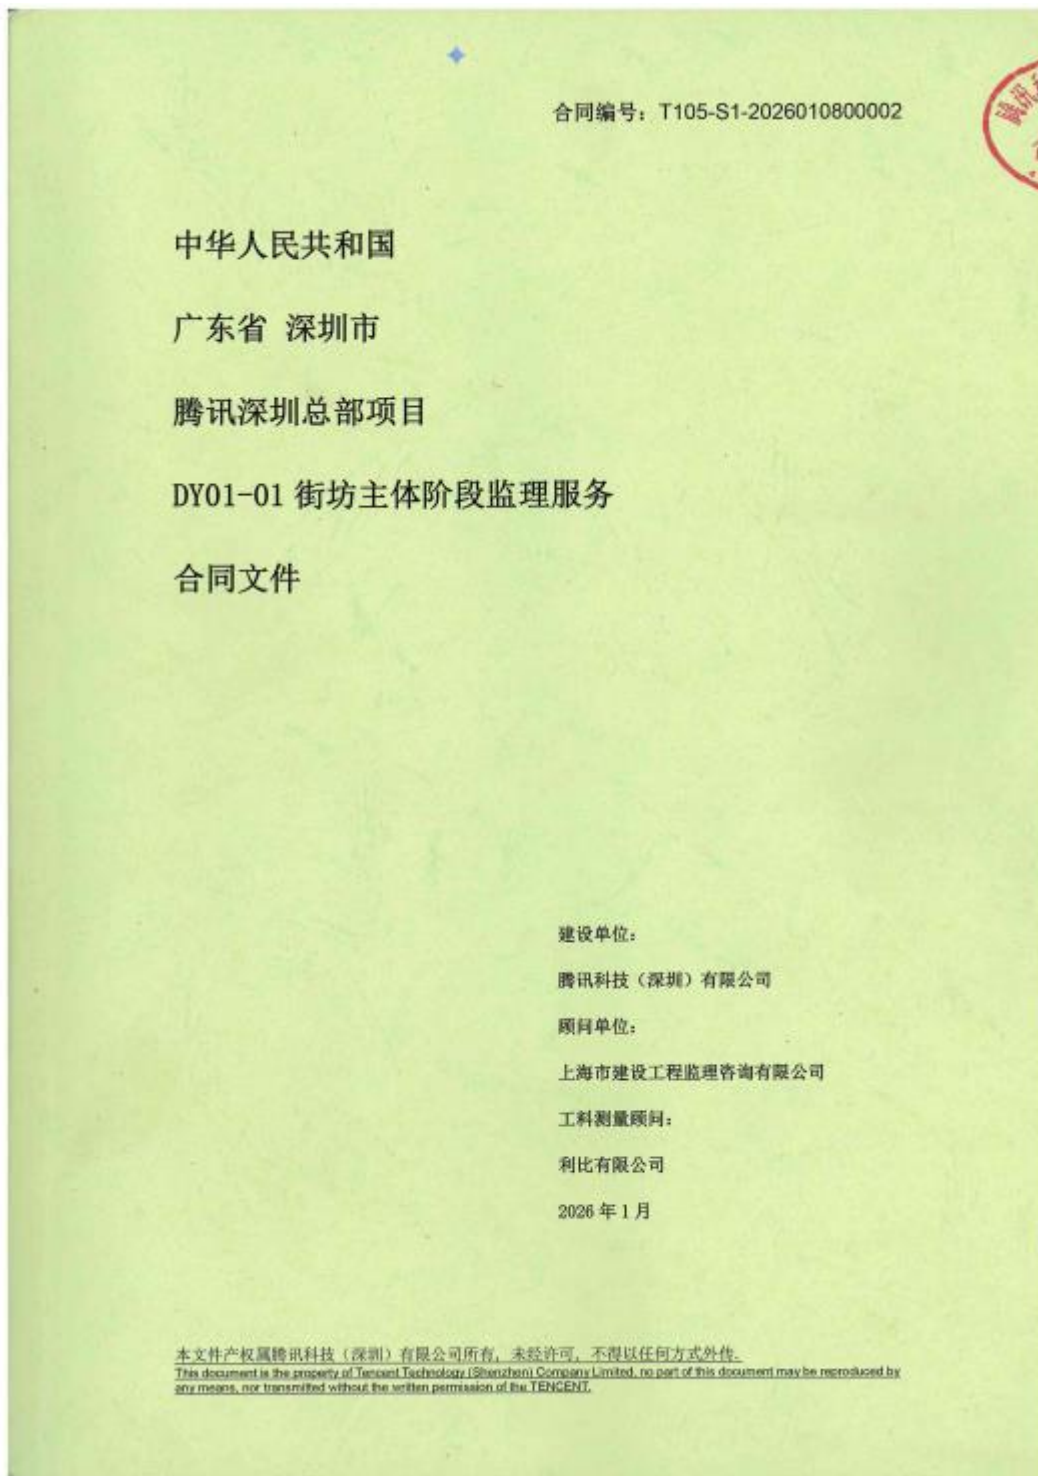 合同编号：T105-S1-2026010800002
腾讯科
中华人民共和国
广东省 深圳市
腾讯深圳总部项目
DY01-01 街坊主体阶段监理服务
合同文件
建设单位：
腾讯科技（深圳）有限公司
顾问单位：
上海市建设工程监理咨询有限公司
工料测量顾问：
利比有限公司
2026 年 1 月
本文件产权属腾讯科技（深圳）有限公司所有，未经许可，不得以任何方式外传。
This document is the property of Tencent Technology (Shenzhen) Company Limited, no part of this document may be reproduced by
any means, nor transmitted without the written permission of the TENCENT.